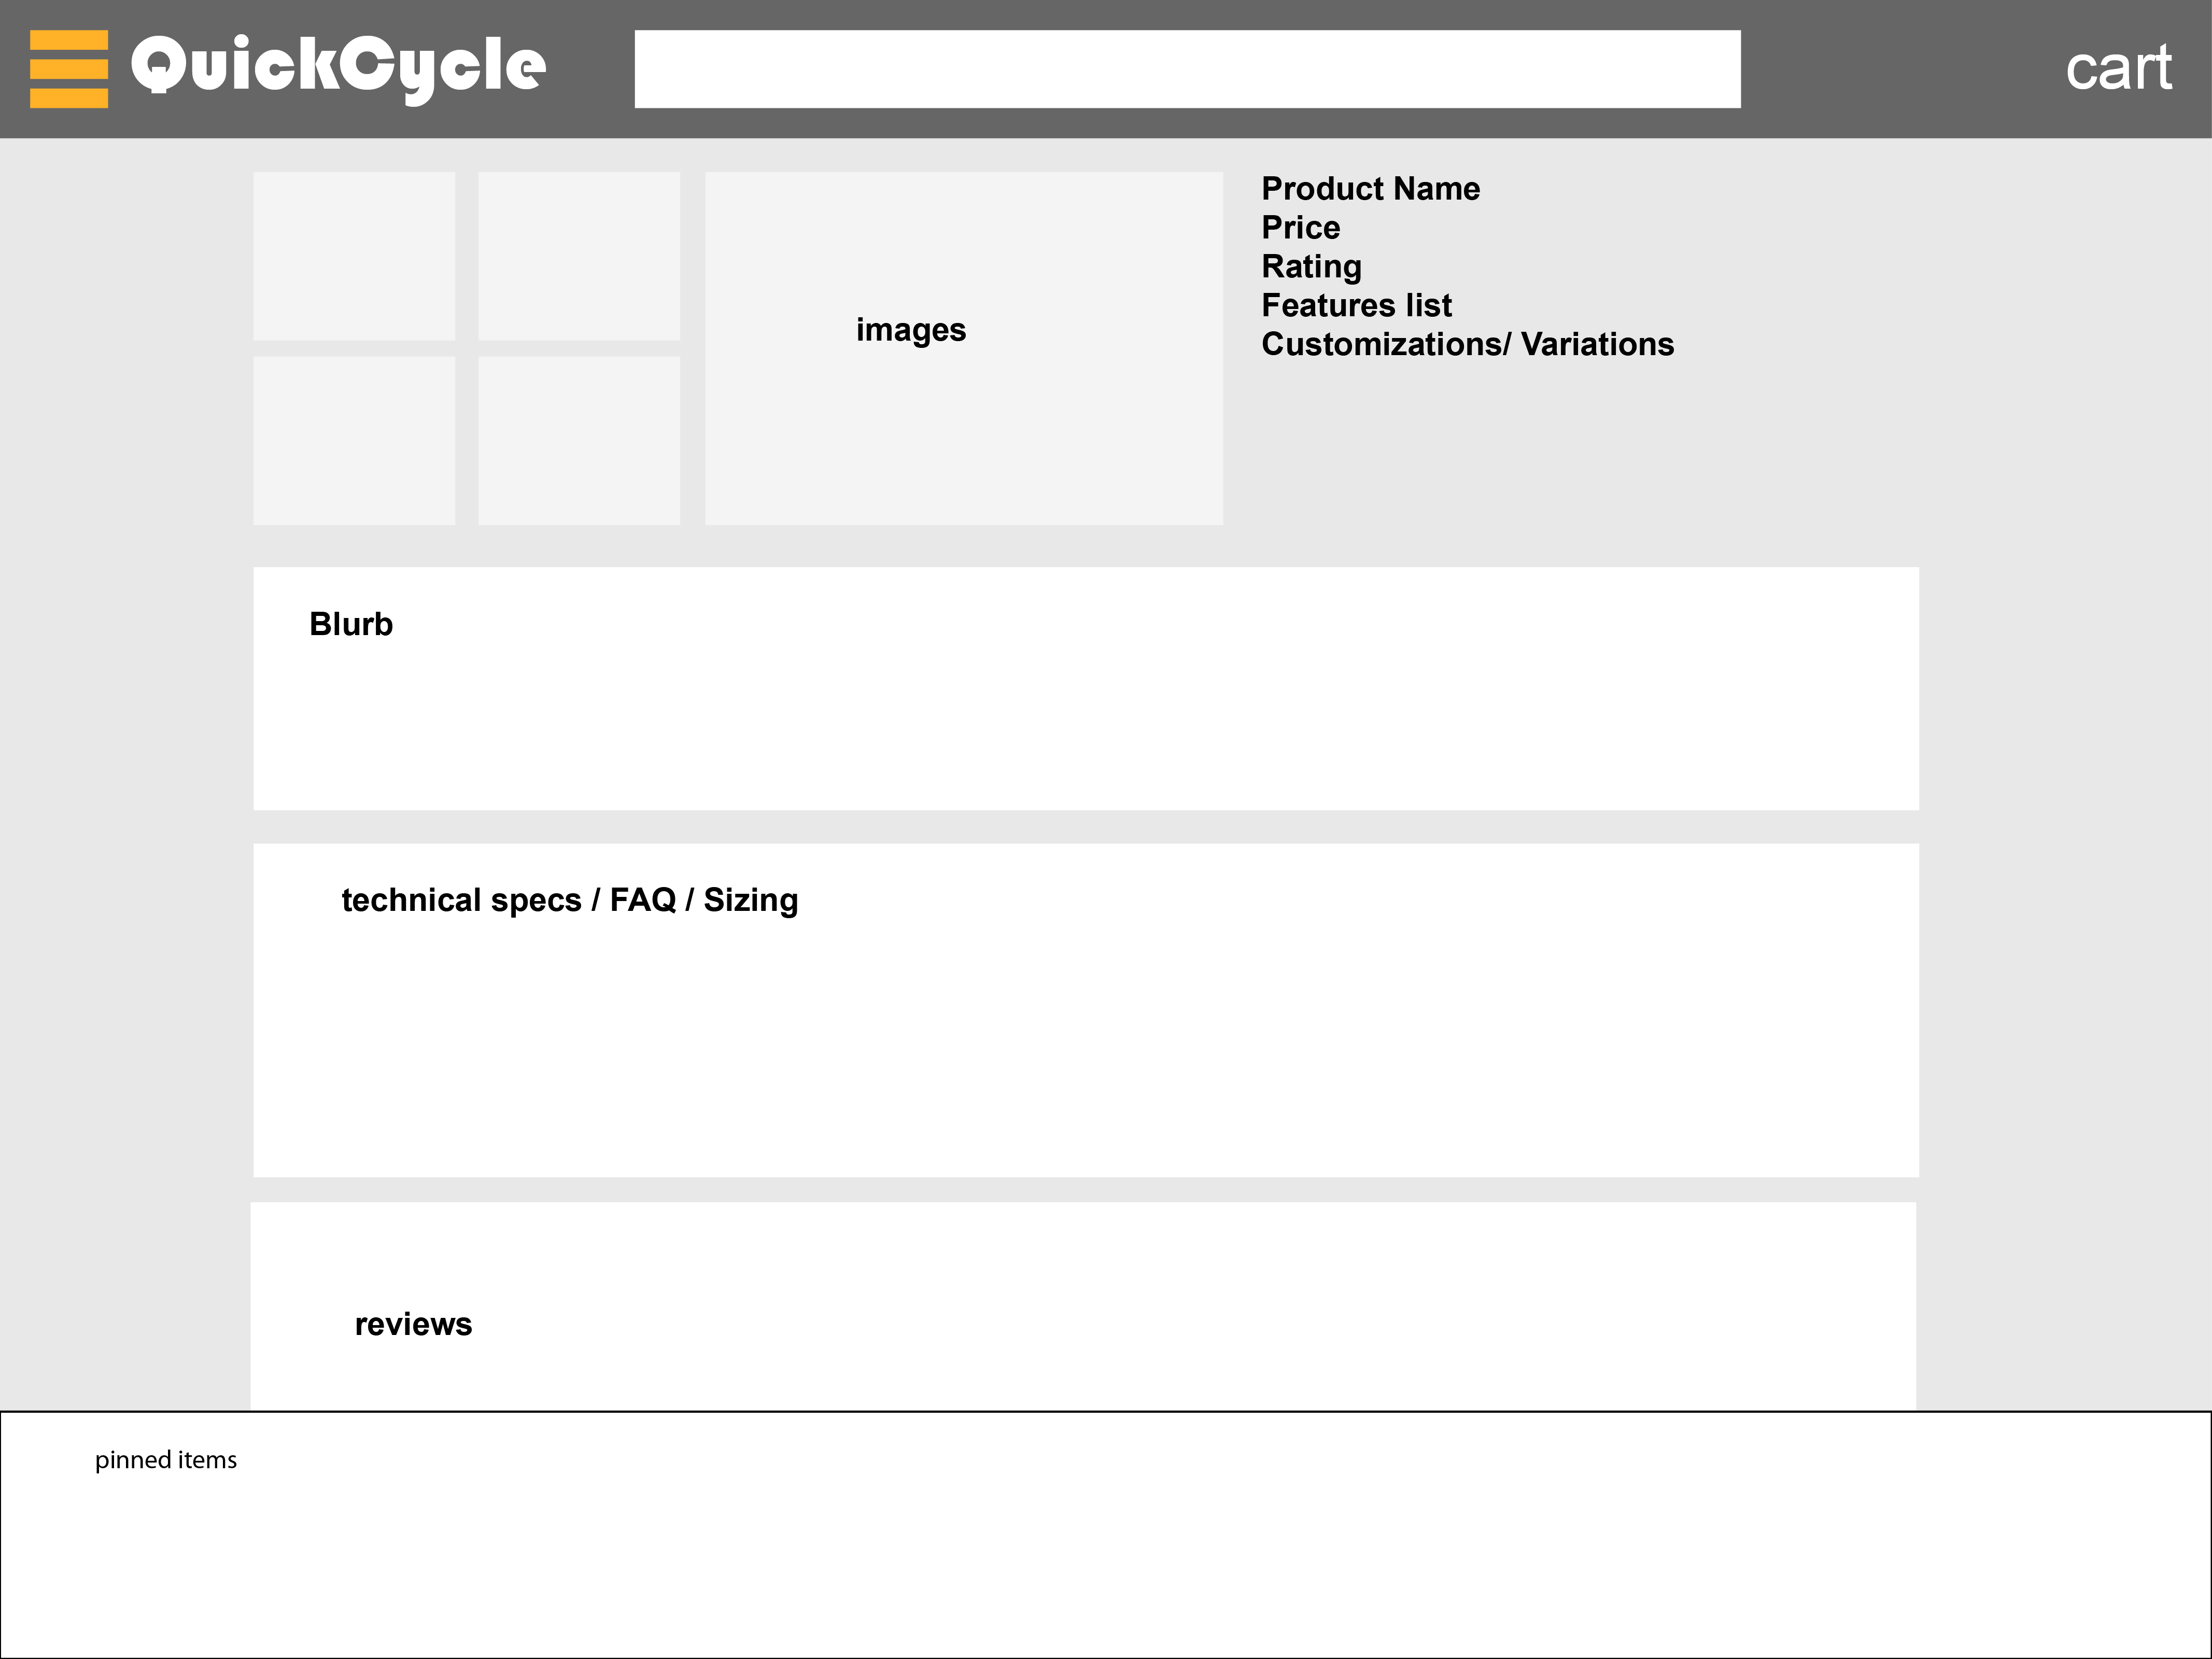 QuickCycle
cart
images
Product Name
Price
Rating
Features list
Customizations/ Variations
Blurb
technical specs / FAQ / Sizing
reviews
pinned items